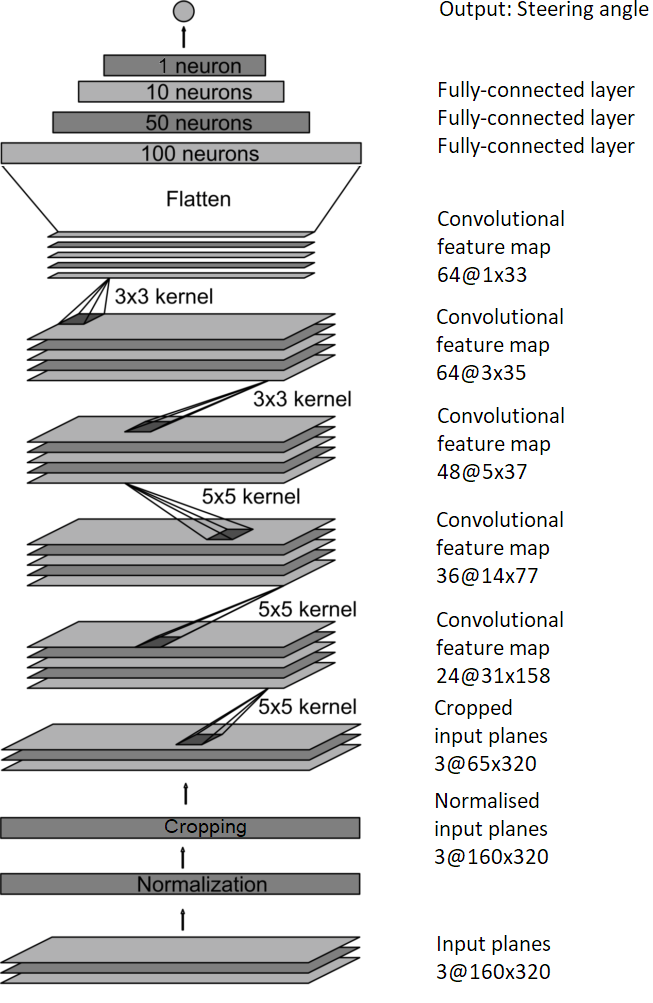 Output: Steering angle
1 neuron
10 neurons
Fully-connected layer
50 neurons
Fully-connected layer
100 neurons
Fully-connected layer
Flatten
Convolutional
feature map
64@1x33
3x3 kernel
Convolutional
feature map
64@3x35
3x3 kernel
Convolutional
feature map
48@5x37
5x5 kernel
Convolutional
feature map
36@14x77
5x5 kernel
Convolutional
feature map
24@31x158
5x5 kernel
Cropped
input planes
3@65x320
Cropping
Normalised
input planes
3@160x320
Normalization
Input planes
3@160x320